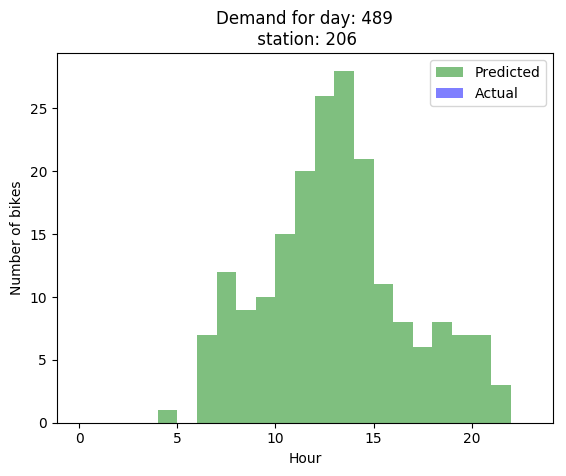 Demand for day: 489
station: 206
Predicted
Actual
Number of bikes
25
20
15
10
5
0
0 5 10 15 20
Hour